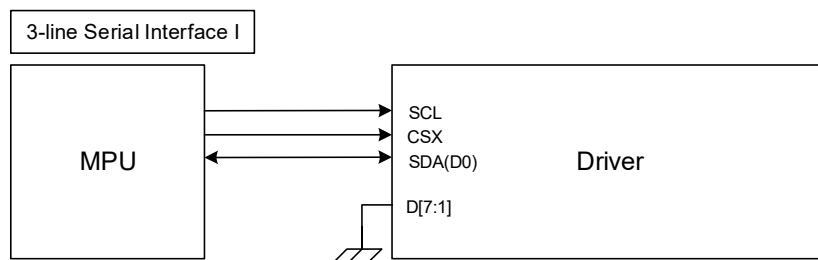 3-line Serial Interface I
MPU
SCL
CSX
SDA(D0)
Driver
D[7:1]